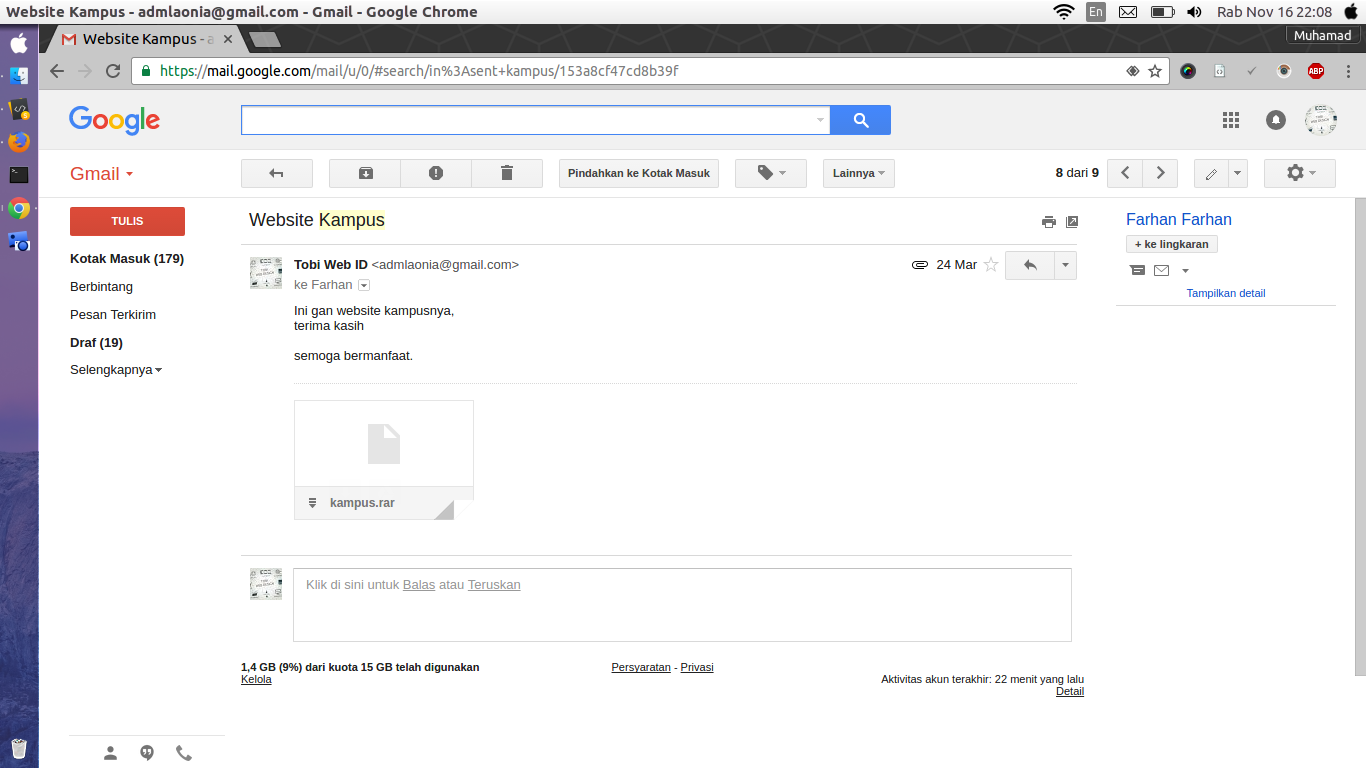 Website Kampus - admlaonia@gmail.com - Gmail - Google Chrome
En
Rab Nov 16 22:08
Website Kampus - a
Muhamad
https://mail.google.com/mail/u/0/#search/in%3Asent+kampus/153a8cf47cd8b39f
ABP
Google
Gmail
Pindahkan ke Kotak Masuk
Lainnya
8 dari 9
TULIS
Website Kampus
Farhan Farhan
+ ke lingkaran
Kotak Masuk (179)
Tobi Web ID <admlaonia@gmail.com>
24 Mar
ke Farhan
Berbintang
Tampilkan detail
Ini gan website kampusnya,
Pesan Terkirim
terima kasih
Draf (19)
semoga bermanfaat.
Selengkapnya
kampus.rar
Klik di sini untuk Balas atau Teruskan
1,4 GB (9%) dari kuota 15 GB telah digunakan
Kelola
Persyaratan - Privasi
Aktivitas akun terakhir: 22 menit yang lalu
Detail